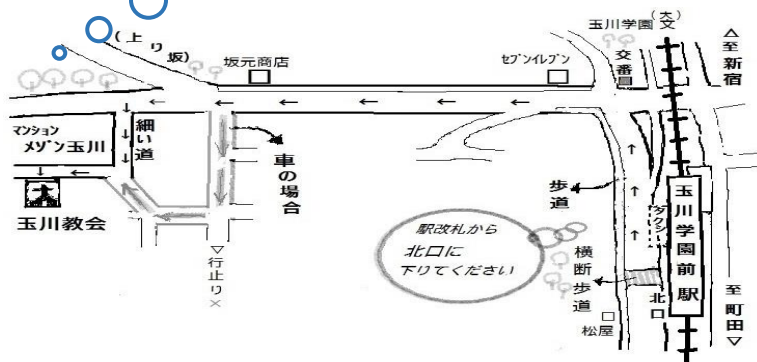 玉川学園(大)文
△至新宿
(上り坂)
坂元商店
セブンイレブン
交番
マンション
メゾン玉川
細い道
車の場合
玉川教会
▽行止り×
駅改札から
北口に
下りてください
歩道
横断歩道
タクシー
北口
玉川学園前駅
松屋
至町田▽